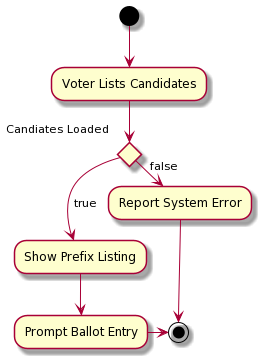 Voter Lists Candidates
Candiates Loaded
false
true
Report System Error
Show Prefix Listing
Prompt Ballot Entry